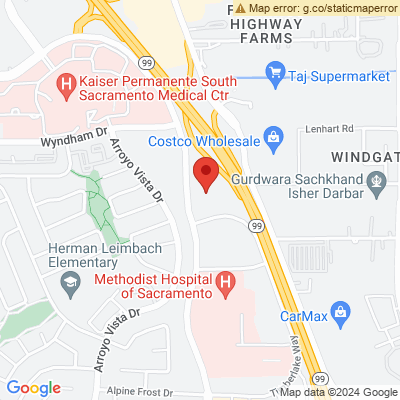 Map error: g.co/staticmaperror
HIGHWAY
FARMS
99
Kaiser Permanente South
Sacramento Medical Ctr
Taj Supermarket
Wyndham Dr
Costco Wholesale
Lenhart Rd
WINDGAT
Arroyo Vista Dr
Gurdwara Sachkhand
Isher Darbar
99
Herman Leimbach
Elementary
Methodist Hospital
of Sacramento
CarMax
Arroyo Vista Dr
99
Google
Alpine Frost Dr
Map data ©2024 Google